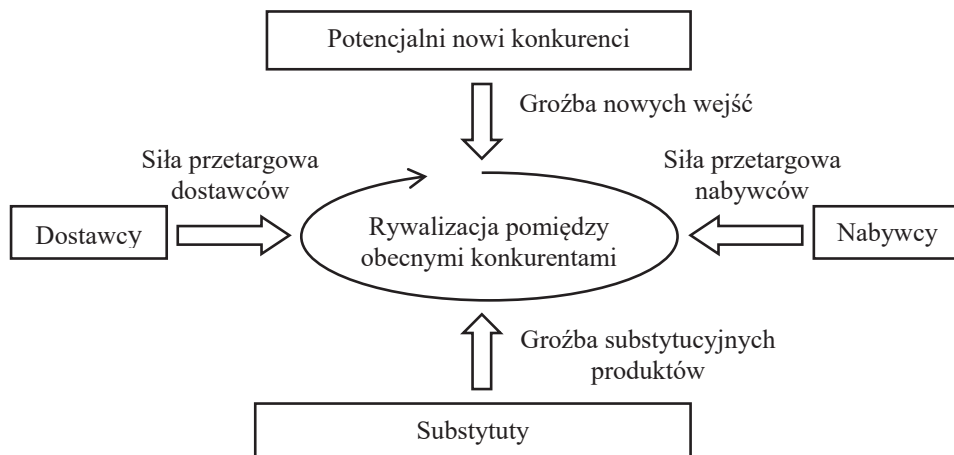 Potencjalni nowi konkurenci
Groźba nowych wejść
Siła przetargowa
dostawców
Siła przetargowa
nabywców
Dostawcy
Rywalizacja pomiędzy
obecnymi konkurentami
Nabywcy
Groźba substytucyjnych
produktów
Substytuty